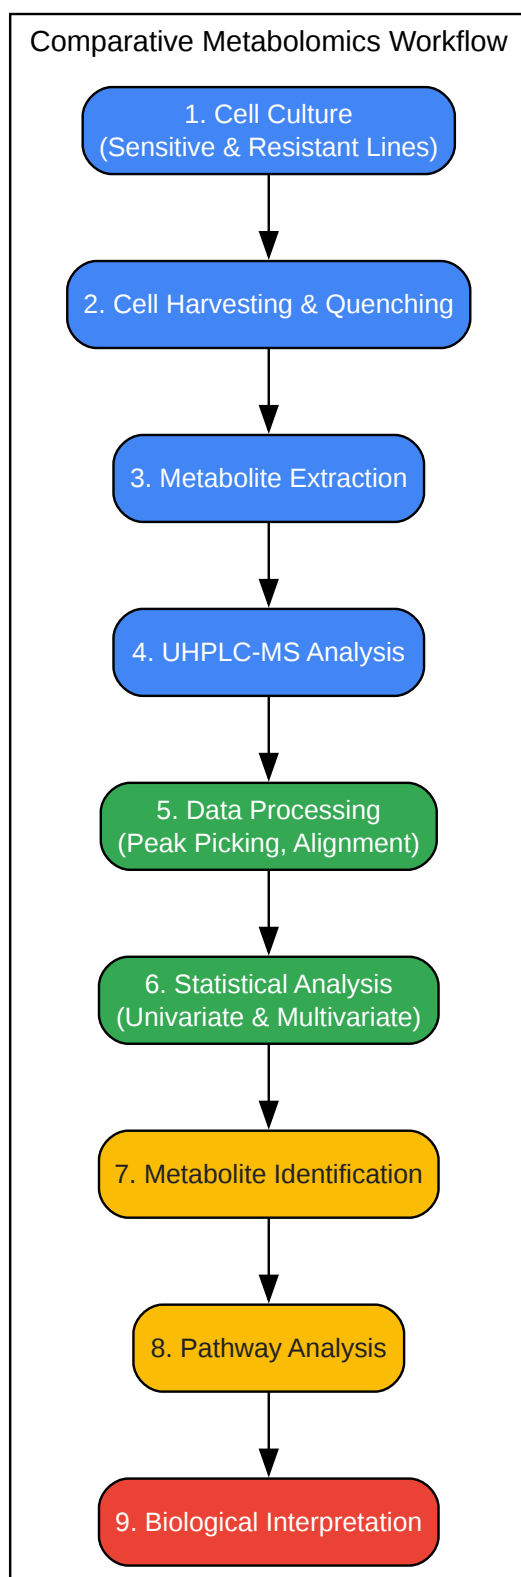 Comparative Metabolomics Workflow
1. Cell Culture
(Sensitive & Resistant Lines)
2. Cell Harvesting & Quenching
3. Metabolite Extraction
4. UHPLC-MS Analysis
5. Data Processing
(Peak Picking, Alignment)
6. Statistical Analysis
(Univariate & Multivariate)
7. Metabolite Identification
8. Pathway Analysis
9. Biological Interpretation